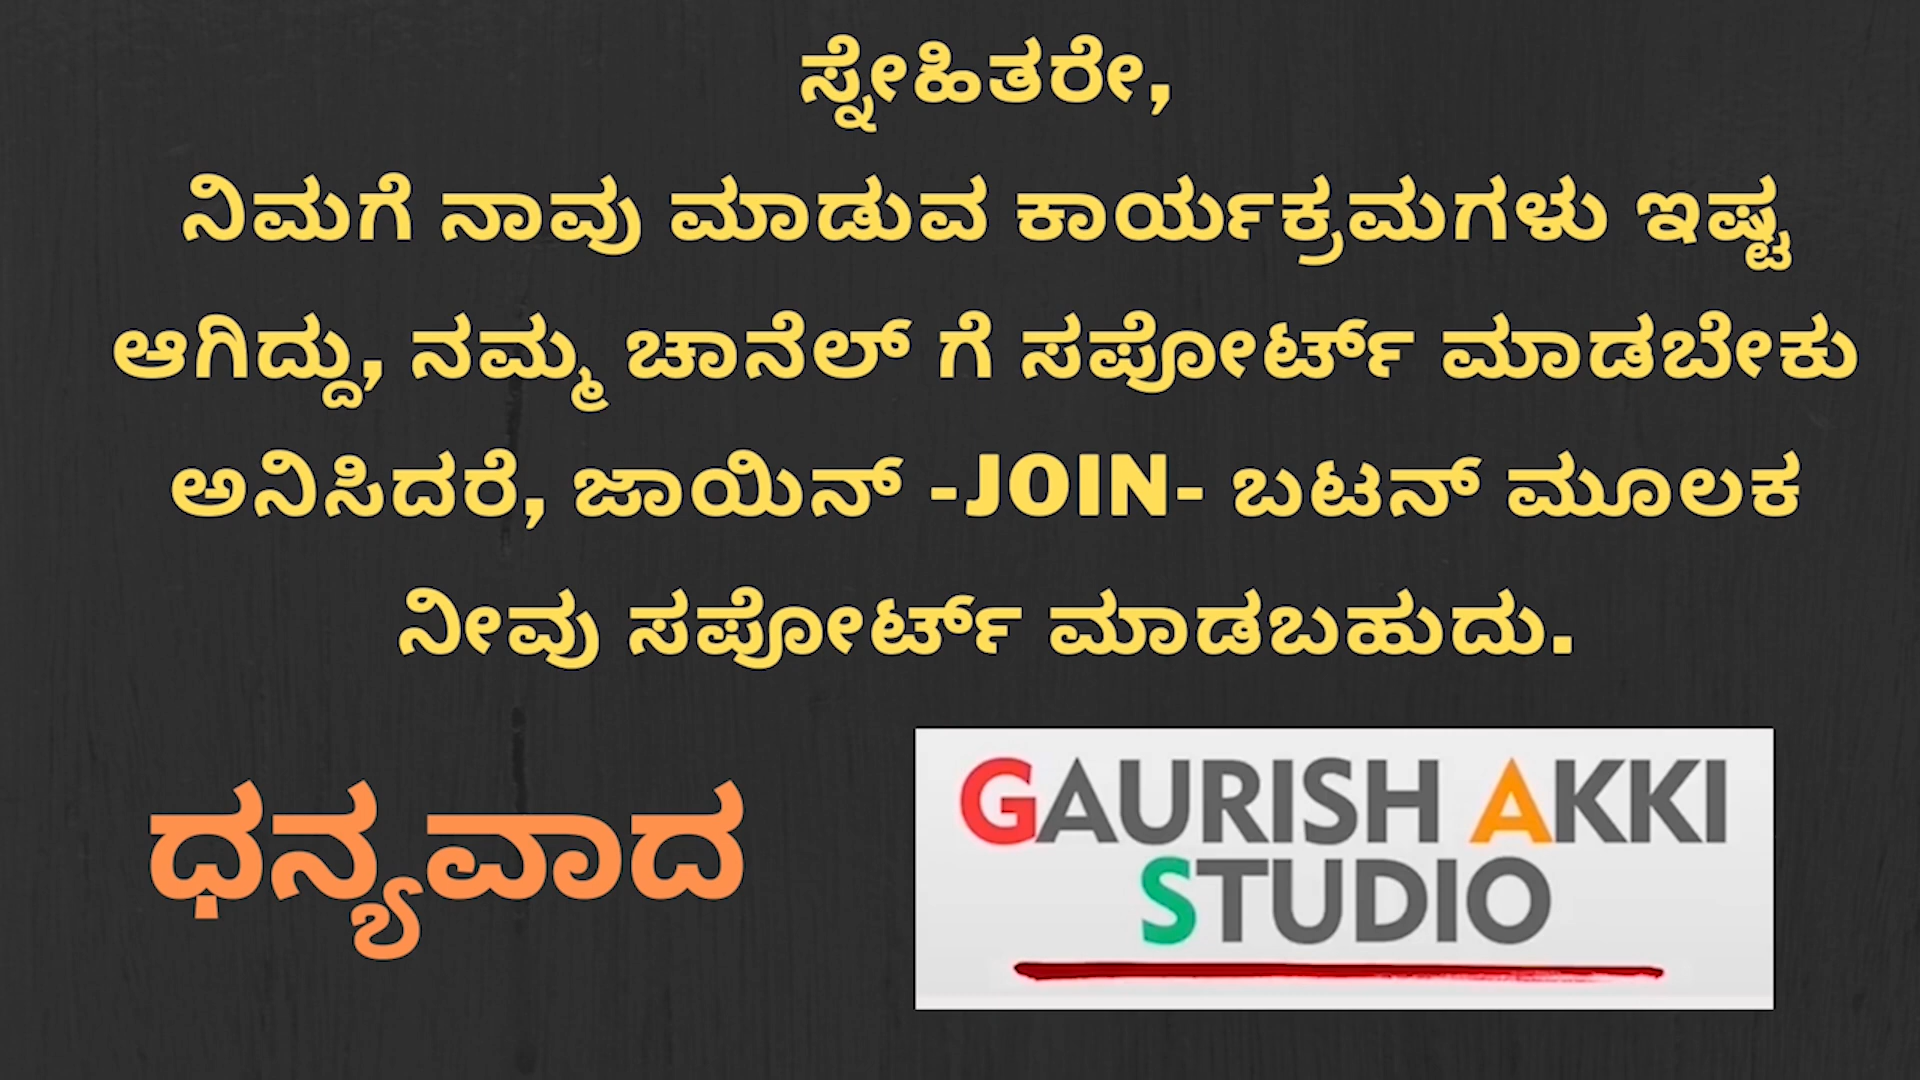 ಸ್ನೇಹಿತರೇ,
ನಿಮಗೆ ನಾವು ಮಾಡುವ ಕಾರ್ಯಕ್ರಮಗಳು ಇಷ್ಟ
ಆಗಿದ್ದು, ನಮ್ಮ ಚಾನೆಲ್ ಗೆ ಸಪೋರ್ಟ್ ಮಾಡಬೇಕು
ಅನಿಸಿದರೆ, ಜಾಯಿನ್ -JOIN- ಬಟನ್ ಮೂಲಕ
ನೀವು ಸಪೋರ್ಟ್ ಮಾಡಬಹುದು.
ಧನ್ಯವಾದ
GAURISH AKKI
STUDIO